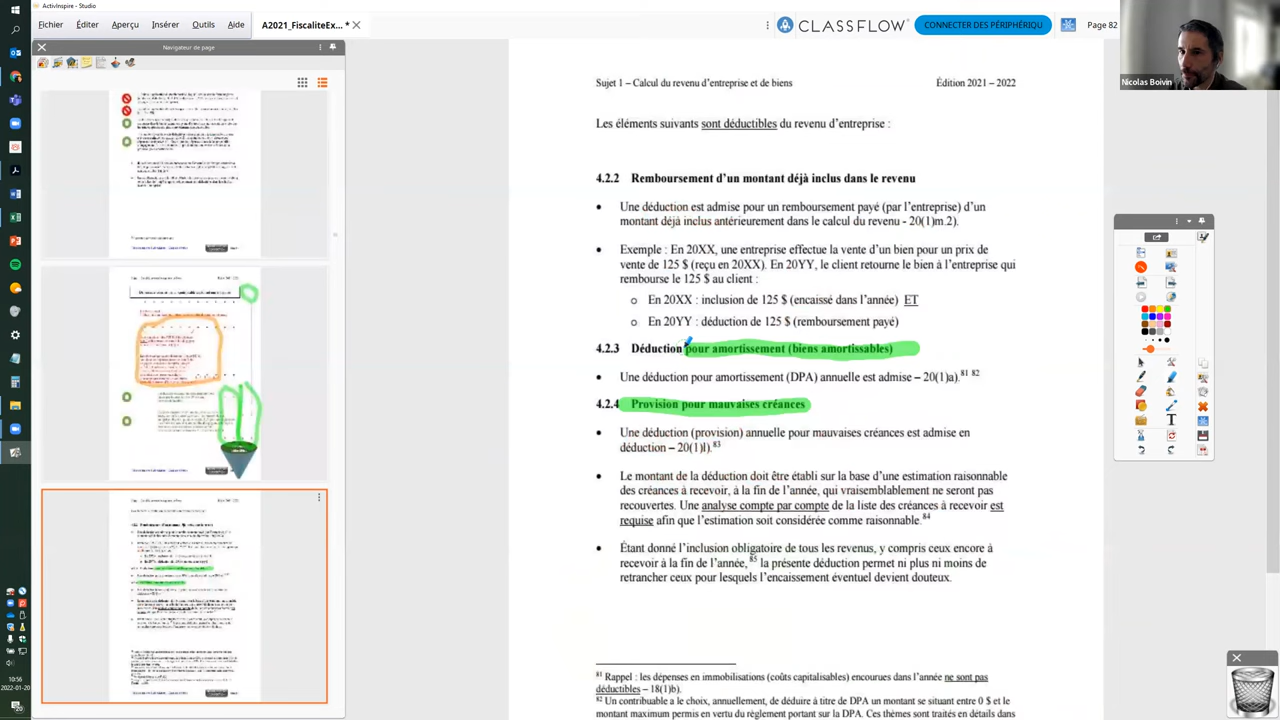 ActivInspire - Studio
Fichier Éditer Aperçu Insérer Outils Aide A2021_FiscaliteEx... *
CLASSFLOW CONNECTER DES PÉRIPHÉRIQU Page 82
Navigateur de page
Nicolas Boivin
Sujet 1 – Calcul du revenu d'entreprise et de biens Édition 2021 – 2022
Les éléments suivants sont déductibles du revenu d'entreprise :
4.2.2 Remboursement d'un montant déjà inclus dans le revenu
• Une déduction est admise pour un remboursement payé (par l'entreprise) d'un
montant déjà inclus antérieurement dans le calcul du revenu - 20(1)m.2).
• Exemple : En 20XX, une entreprise effectue la vente d'un bien pour un prix de
vente de 125 $ (reçu en 20XX). En 20YY, le client retourne le bien à l'entreprise qui
rembourse le 125 $ au client :
o En 20XX : inclusion de 125 $ (encaissé dans l'année) ET
o En 20YY : déduction de 125 $ (remboursement payé)
4.2.3 Déduction pour amortissement (biens amortissables)
• Une déduction pour amortissement (DPA) annuelle est admise – 20(1)a).81 82
4.2.4 Provision pour mauvaises créances
• Une déduction (provision) annuelle pour mauvaises créances est admise en
déduction – 20(1)l).83
• Le montant de la déduction doit être établi sur la base d'une estimation raisonnable
des créances à recevoir, à la fin de l'année, qui vraisemblablement ne seront pas
recouvertes. Une analyse compte par compte de la liste des créances à recevoir est
requise afin que l'estimation soit considérée comme raisonnable.84
• Étant donné l'inclusion obligatoire de tous les revenus, y compris ceux encore à
recevoir à la fin de l'année,85 la présente déduction permet ni plus ni moins de
retrancher ceux pour lesquels l'encaissement éventuel devient douteux.
81 Rappel : les dépenses en immobilisations (coûts capitalisables) encourues dans l'année ne sont pas
déductibles – 18(1)b).
82 Un contribuable a le choix, annuellement, de déduire à titre de DPA un montant se situant entre 0 $ et le
montant maximum permis en vertu du règlement portant sur la DPA. Ces thèmes sont traités en détails dans
2022-01-20